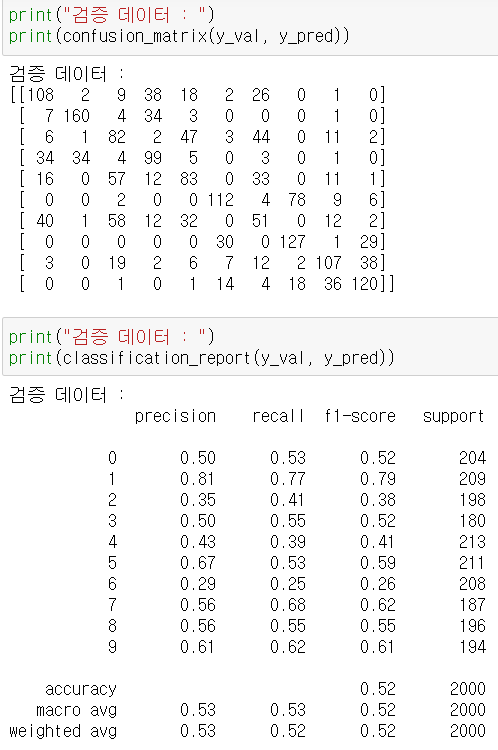 print("검증 데이터 : ")
print(confusion_matrix(y_val, y_pred))
검증 데이터 :
[[108   2   9  38  18   2  26   0   1   0]
 [  7 160   4  34   3   0   0   0   1   0]
 [  6   1  82   2  47   3  44   0  11   2]
 [ 34  34   4  99   5   0   3   0   1   0]
 [ 16   0  57  12  83   0  33   0  11   1]
 [  0   0   2   0   0 112   4  78   9   6]
 [ 40   1  58  12  32   0  51   0  12   2]
 [  0   0   0   0   0  30   0 127   1  29]
 [  3   0  19   2   6   7  12   2 107  38]
 [  0   0   1   0   1  14   4  18  36 120]]
print("검증 데이터 : ")
print(classification_report(y_val, y_pred))
검증 데이터 :
precision recall f1-score support
0 0.50 0.53 0.52 204
1 0.81 0.77 0.79 209
2 0.35 0.41 0.38 198
3 0.50 0.55 0.52 180
4 0.43 0.39 0.41 213
5 0.67 0.53 0.59 211
6 0.29 0.25 0.26 208
7 0.56 0.68 0.62 187
8 0.56 0.55 0.55 196
9 0.61 0.62 0.61 194
accuracy 0.52 2000
macro avg 0.53 0.53 0.52 2000
weighted avg 0.53 0.52 0.52 2000